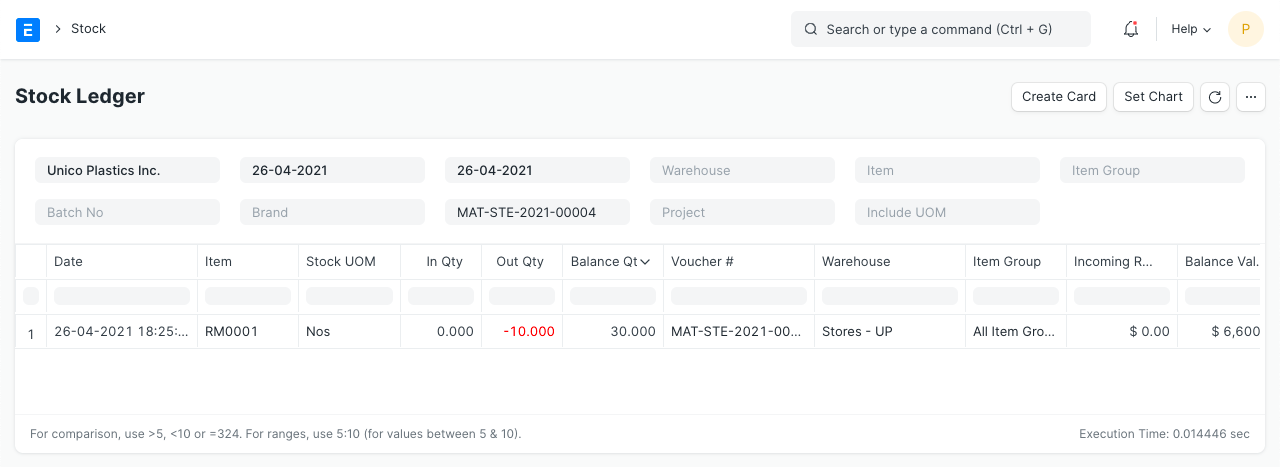 E > Stock Search or type a command (Ctrl + G) Help P
Stock Ledger Create Card Set Chart ...
Unico Plastics Inc. 26-04-2021 26-04-2021 Warehouse Item Item Group
Batch No Brand MAT-STE-2021-00004 Project Include UOM
Date Item Stock UOM In Qty Out Qty Balance Qt Voucher # Warehouse Item Group Incoming R... Balance Val.
1 26-04-2021 18:25:... RM0001 Nos 0.000 -10.000 30.000 MAT-STE-2021-00... Stores - UP All Item Gro... $ 0.00 $ 6,600
For comparison, use >5, <10 or =324. For ranges, use 5:10 (for values between 5 & 10). Execution Time: 0.014446 sec